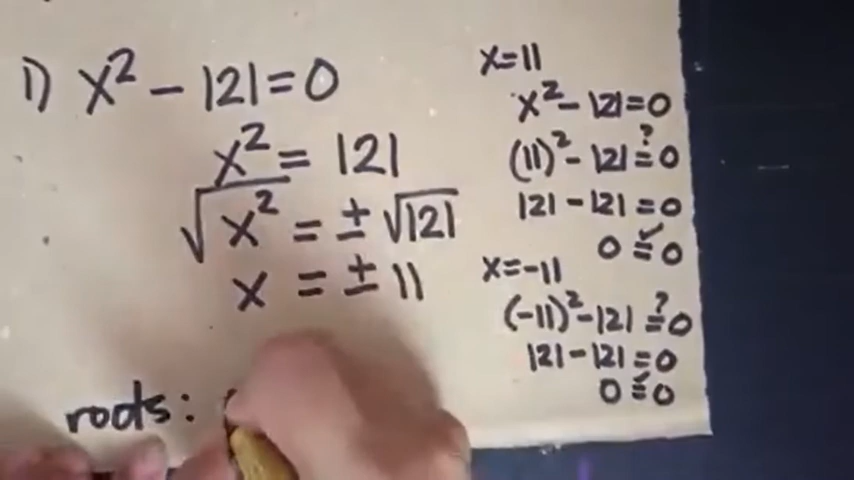 1) x² - 121 = 0
x² = 121
√x² = ± √121
x = ± 11
roots:
x=11
x² - 121 = 0
(11)² - 121 ≟ 0
121 - 121 = 0
0 = 0 ✓
x=-11
(-11)² - 121 ≟ 0
121 - 121 = 0
0 = 0 ✓